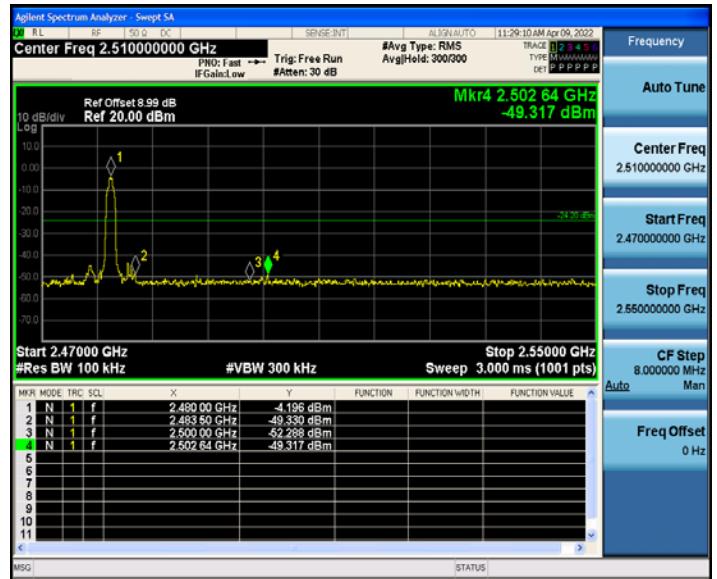 Agilent Spectrum Analyzer - Swept SA
RL RF 50 Ω DC SENSE:INT ALIGNAUTO 11:29:10 AM Apr 09, 2022
Center Freq 2.510000000 GHz
PNO: Fast
IFGain:Low
Trig: Free Run
#Atten: 30 dB
#Avg Type: RMS
Avg|Hold: 300/300
TRACE 1 2 3 4 5 6
TYPE
DET P P P P P P
Ref Offset 8.99 dB
Ref 20.00 dBm
10 dB/div
Log
Mkr4 2.502 64 GHz
-49.317 dBm
10.0
0.00
-10.0
-20.0
-30.0
-40.0
-50.0
-60.0
-70.0
1
2
3
4
-24.20 dBm
Start 2.47000 GHz
Stop 2.55000 GHz
#Res BW 100 kHz #VBW 300 kHz Sweep 3.000 ms (1001 pts)
MKR MODE TRC SCL X Y FUNCTION FUNCTION WIDTH FUNCTION VALUE
1 N 1 f 2.480 00 GHz -4.196 dBm
2 N 1 f 2.483 50 GHz -49.330 dBm
3 N 1 f 2.500 00 GHz -52.288 dBm
4 N 1 f 2.502 64 GHz -49.317 dBm
5
6
7
8
9
10
11
MSG STATUS
Frequency
Auto Tune
Center Freq
2.510000000 GHz
Start Freq
2.470000000 GHz
Stop Freq
2.550000000 GHz
CF Step
8.000000 MHz
Auto Man
Freq Offset
0 Hz